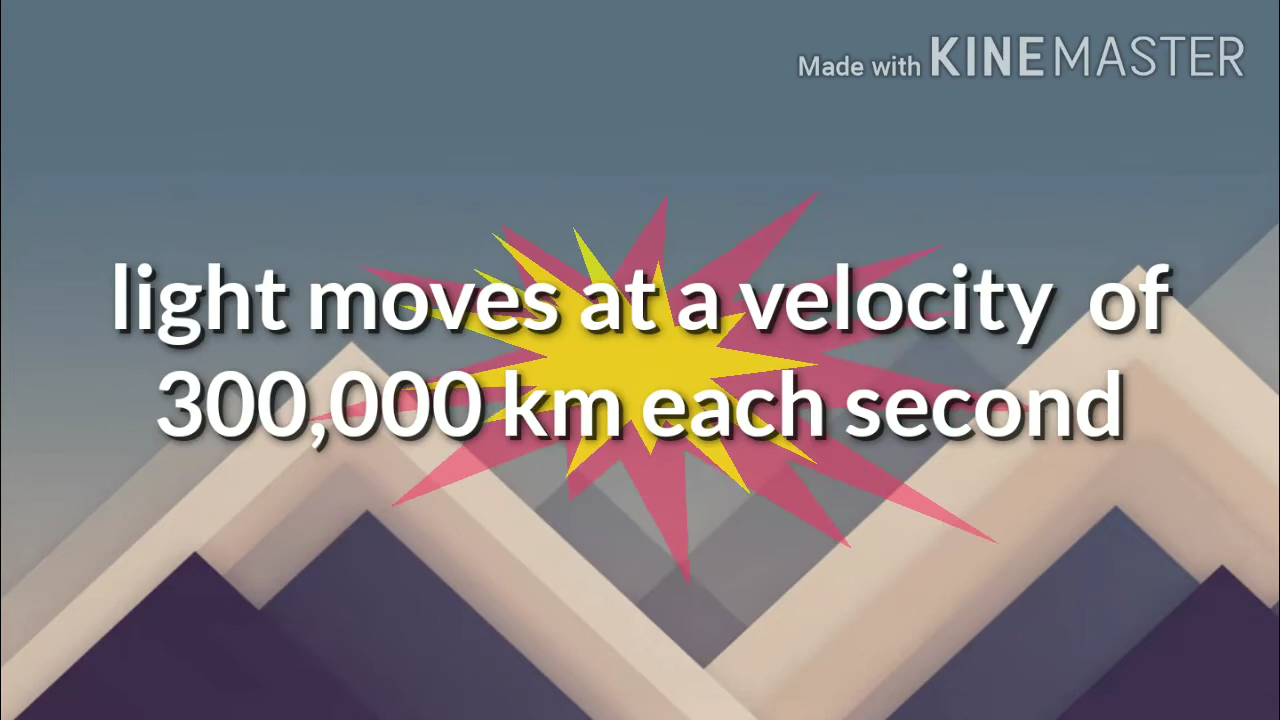 Made with KINEMASTER
light moves at a velocity of
300,000 km each second